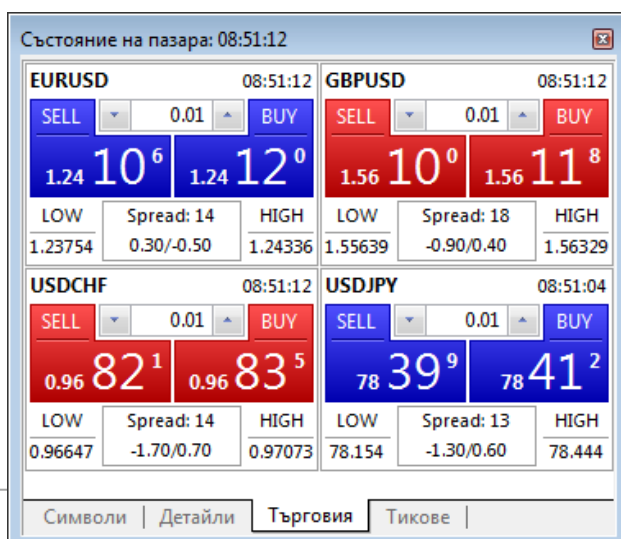 Състояние на пазара: 08:51:12
EURUSD 08:51:12
SELL 0.01 BUY
1.24 10 6 1.24 12 0
LOW Spread: 14 HIGH
1.23754 0.30/-0.50 1.24336
GBPUSD 08:51:12
SELL 0.01 BUY
1.56 10 0 1.56 11 8
LOW Spread: 18 HIGH
1.55639 -0.90/0.40 1.56329
USDCHF 08:51:12
SELL 0.01 BUY
0.96 82 1 0.96 83 5
LOW Spread: 14 HIGH
0.96647 -1.70/0.70 0.97073
USDJPY 08:51:04
SELL 0.01 BUY
78 39 9 78 41 2
LOW Spread: 13 HIGH
78.154 -1.30/0.60 78.444
Символи | Детайли Търговия Тикове |